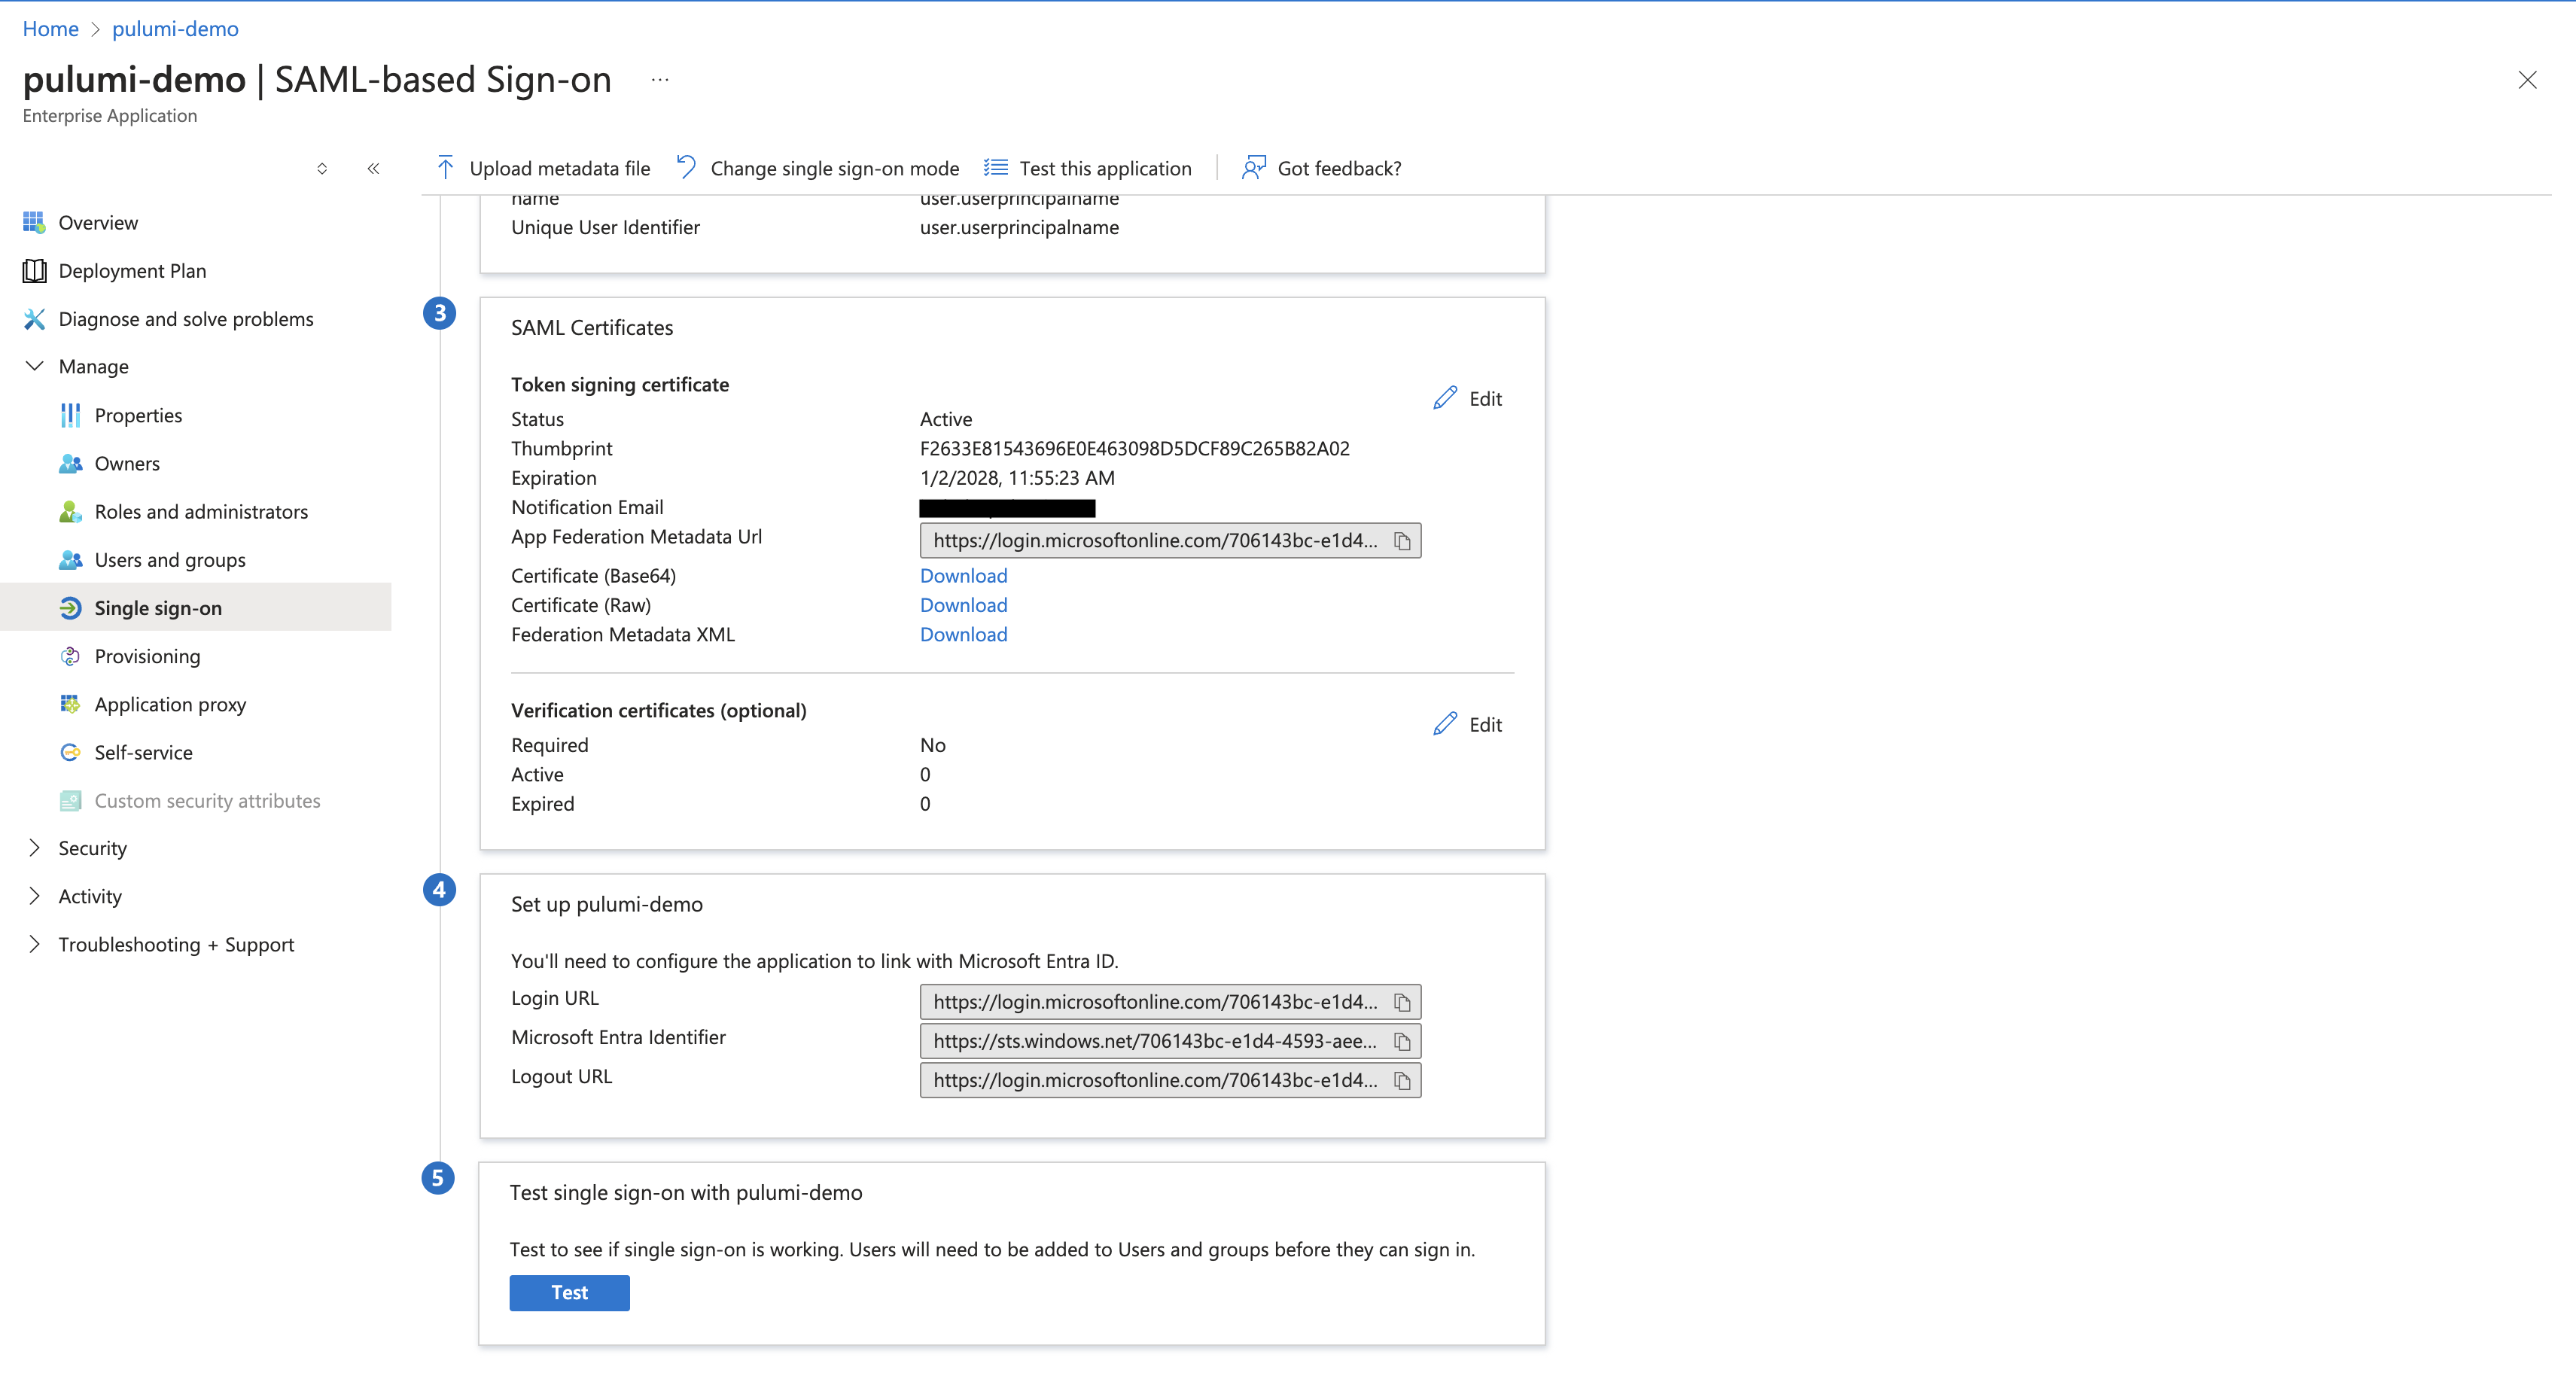 Home > pulumi-demo
pulumi-demo | SAML-based Sign-on ...
Enterprise Application
Upload metadata file Change single sign-on mode Test this application Got feedback?
Overview
Deployment Plan
Diagnose and solve problems
Manage
Properties
Owners
Roles and administrators
Users and groups
Single sign-on
Provisioning
Application proxy
Self-service
Custom security attributes
Security
Activity
Troubleshooting + Support
name user.userprincipalname
Unique User Identifier user.userprincipalname
3
SAML Certificates
Token signing certificate
Edit
Status Active
Thumbprint F2633E81543696E0E463098D5DCF89C265B82A02
Expiration 1/2/2028, 11:55:23 AM
Notification Email
App Federation Metadata Url https://login.microsoftonline.com/706143bc-e1d4...
Certificate (Base64) Download
Certificate (Raw) Download
Federation Metadata XML Download
Verification certificates (optional)
Edit
Required No
Active 0
Expired 0
4
Set up pulumi-demo
You'll need to configure the application to link with Microsoft Entra ID.
Login URL https://login.microsoftonline.com/706143bc-e1d4...
Microsoft Entra Identifier https://sts.windows.net/706143bc-e1d4-4593-aee...
Logout URL https://login.microsoftonline.com/706143bc-e1d4...
5
Test single sign-on with pulumi-demo
Test to see if single sign-on is working. Users will need to be added to Users and groups before they can sign in.
Test